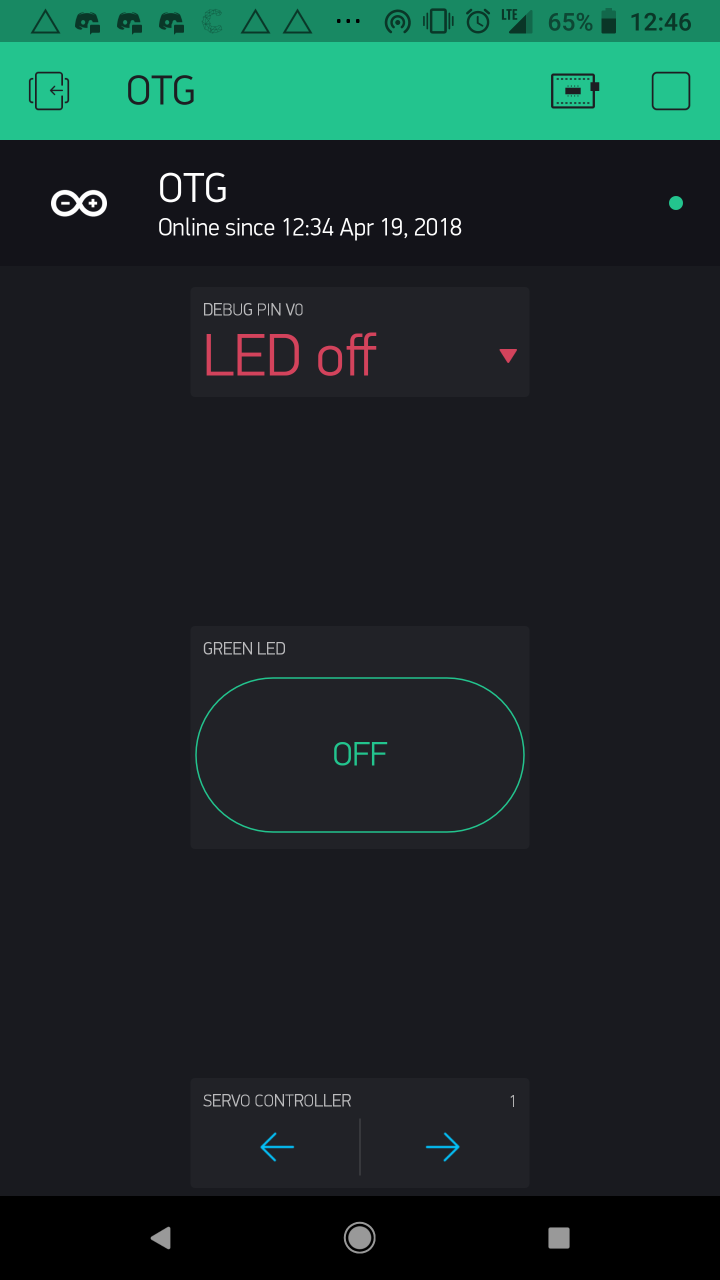 LTE 65% 12:46
OTG
OTG
Online since 12:34 Apr 19, 2018
DEBUG PIN V0
LED off
GREEN LED
OFF
SERVO CONTROLLER 1